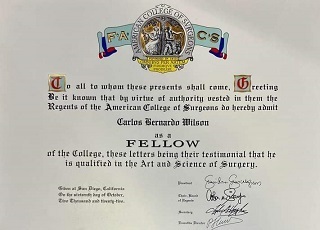 AMERICAN COLLEGE OF SURGEONS
F·A C·S
To all to whom these presents shall come, Greeting
Be it known that by virtue of authority vested in them the
Regents of the American College of Surgeons do hereby admit
Carlos Bernardo Wilson
as a
FELLOW
of the College, these letters being their testimonial that he
is qualified in the Art and Science of Surgery.
Given at San Diego, California
On the sixteenth day of October,
Two Thousand and twenty-two.
President
Chair, Board of Regents
Secretary